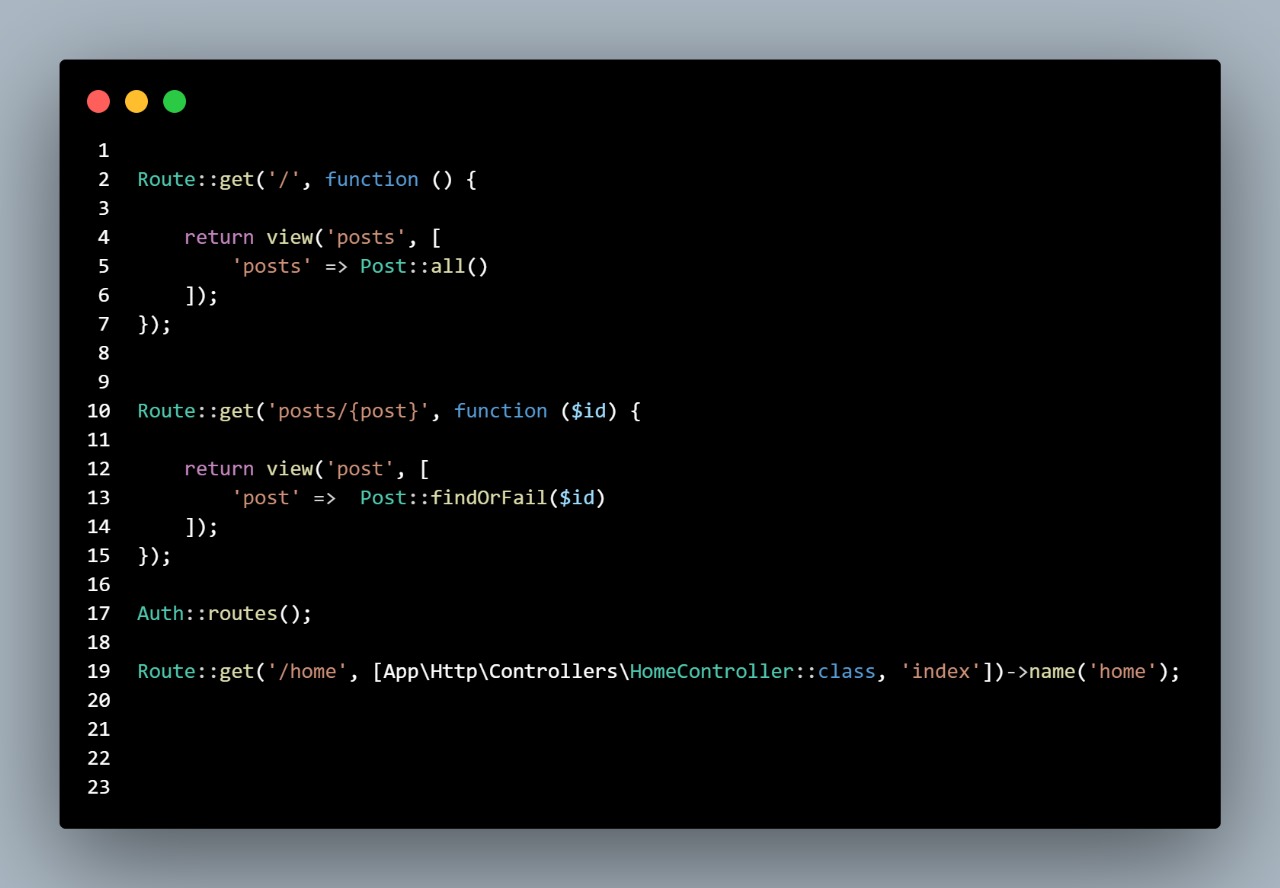 1
2 Route::get('/', function () {
3
4     return view('posts', [
5         'posts' => Post::all()
6     ]);
7 });
8
9
10 Route::get('posts/{post}', function ($id) {
11
12     return view('post', [
13         'post' =>  Post::findOrFail($id)
14     ]);
15 });
16
17 Auth::routes();
18
19 Route::get('/home', [App\Http\Controllers\HomeController::class, 'index'])->name('home');
20
21
22
23